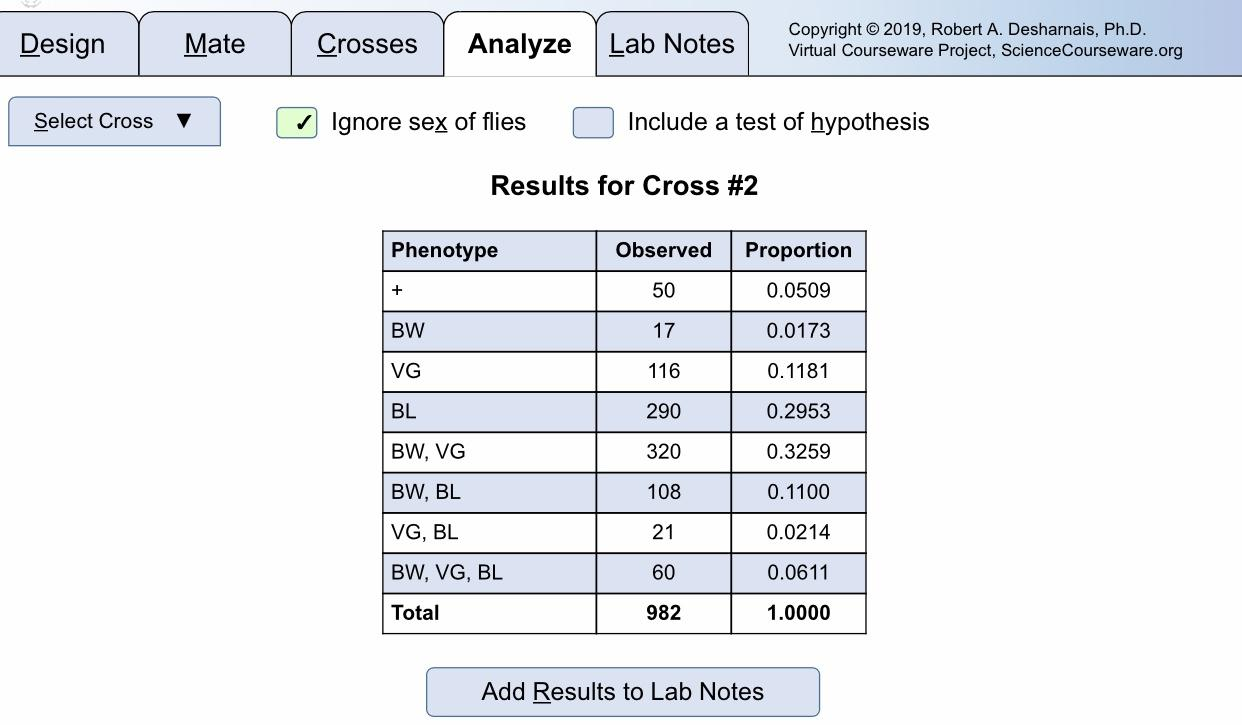 Design Mate Crosses Analyze Lab Notes
Copyright © 2019, Robert A. Desharnais, Ph.D.
Virtual Courseware Project, ScienceCourseware.org
Select Cross ▼ ✓ Ignore sex of flies Include a test of hypothesis
Results for Cross #2
Phenotype Observed Proportion
+ 50 0.0509
BW 17 0.0173
VG 116 0.1181
BL 290 0.2953
BW, VG 320 0.3259
BW, BL 108 0.1100
VG, BL 21 0.0214
BW, VG, BL 60 0.0611
Total 982 1.0000
Add Results to Lab Notes